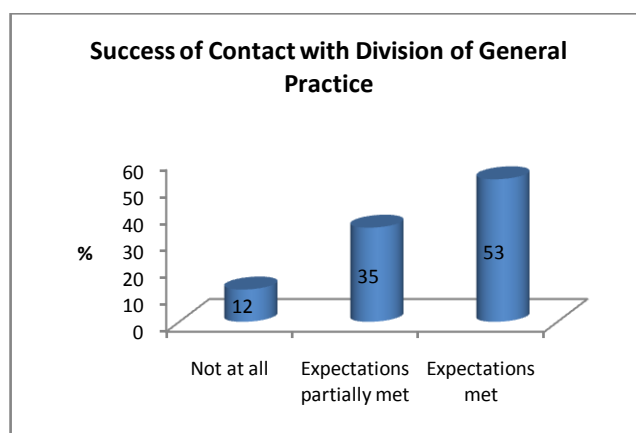 Success of Contact with Division of General
Practice
60
50
40
30
20
10
0
%
12
35
53
Not at all
Expectations
partially met
Expectations
met